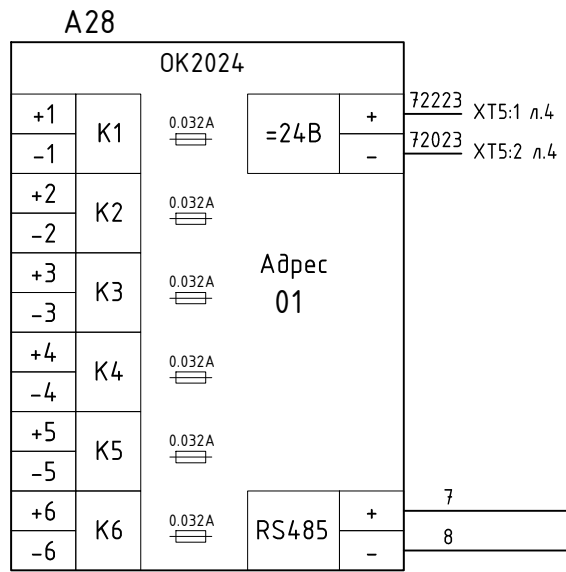 A28
OK2024
+1 K1 0.032A =24В + 72223 XT5:1 л.4
-1 - 72023 XT5:2 л.4
+2 K2 0.032A
-2
+3 K3 0.032A Адрес
-3 01
+4 K4 0.032A
-4
+5 K5 0.032A
-5
+6 K6 0.032A RS485 + 7
-6 - 8